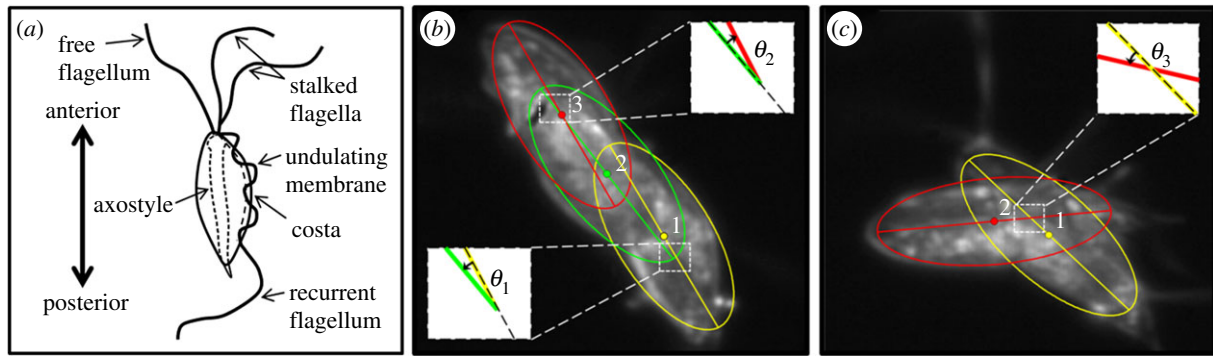 (a)
free
flagellum
anterior
stalked
flagella
undulating
membrane
axostyle
costa
posterior
recurrent
flagellum
(b)
θ2
3
2
1
θ1
(c)
θ3
2
1